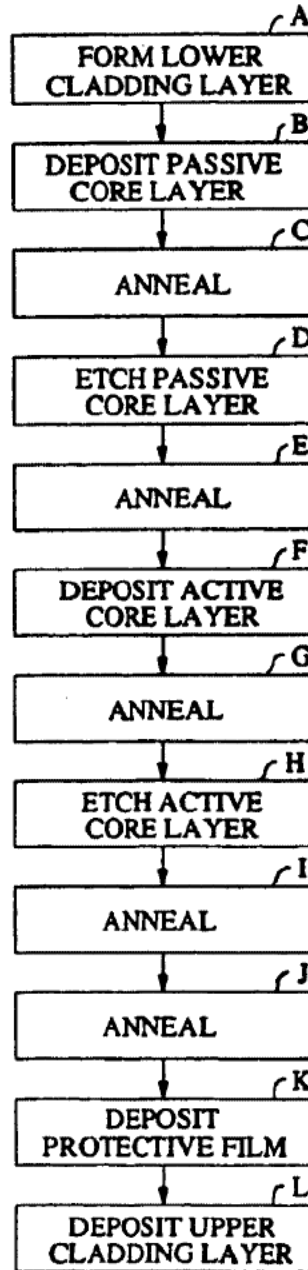 A
FORM LOWER
CLADDING LAYER
B
DEPOSIT PASSIVE
CORE LAYER
C
ANNEAL
D
ETCH PASSIVE
CORE LAYER
E
ANNEAL
F
DEPOSIT ACTIVE
CORE LAYER
G
ANNEAL
H
ETCH ACTIVE
CORE LAYER
I
ANNEAL
J
ANNEAL
K
DEPOSIT
PROTECTIVE FILM
L
DEPOSIT UPPER
CLADDING LAYER